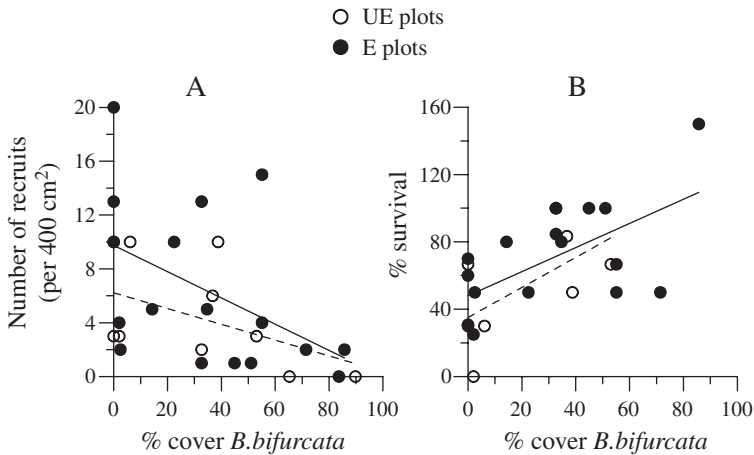 UE plots
E plots
A
B
Number of recruits
(per 400 cm²)
20
16
12
8
4
0
0 20 40 60 80 100
% cover B.bifurcata
% survival
160
120
80
40
0
0 20 40 60 80 100
% cover B.bifurcata